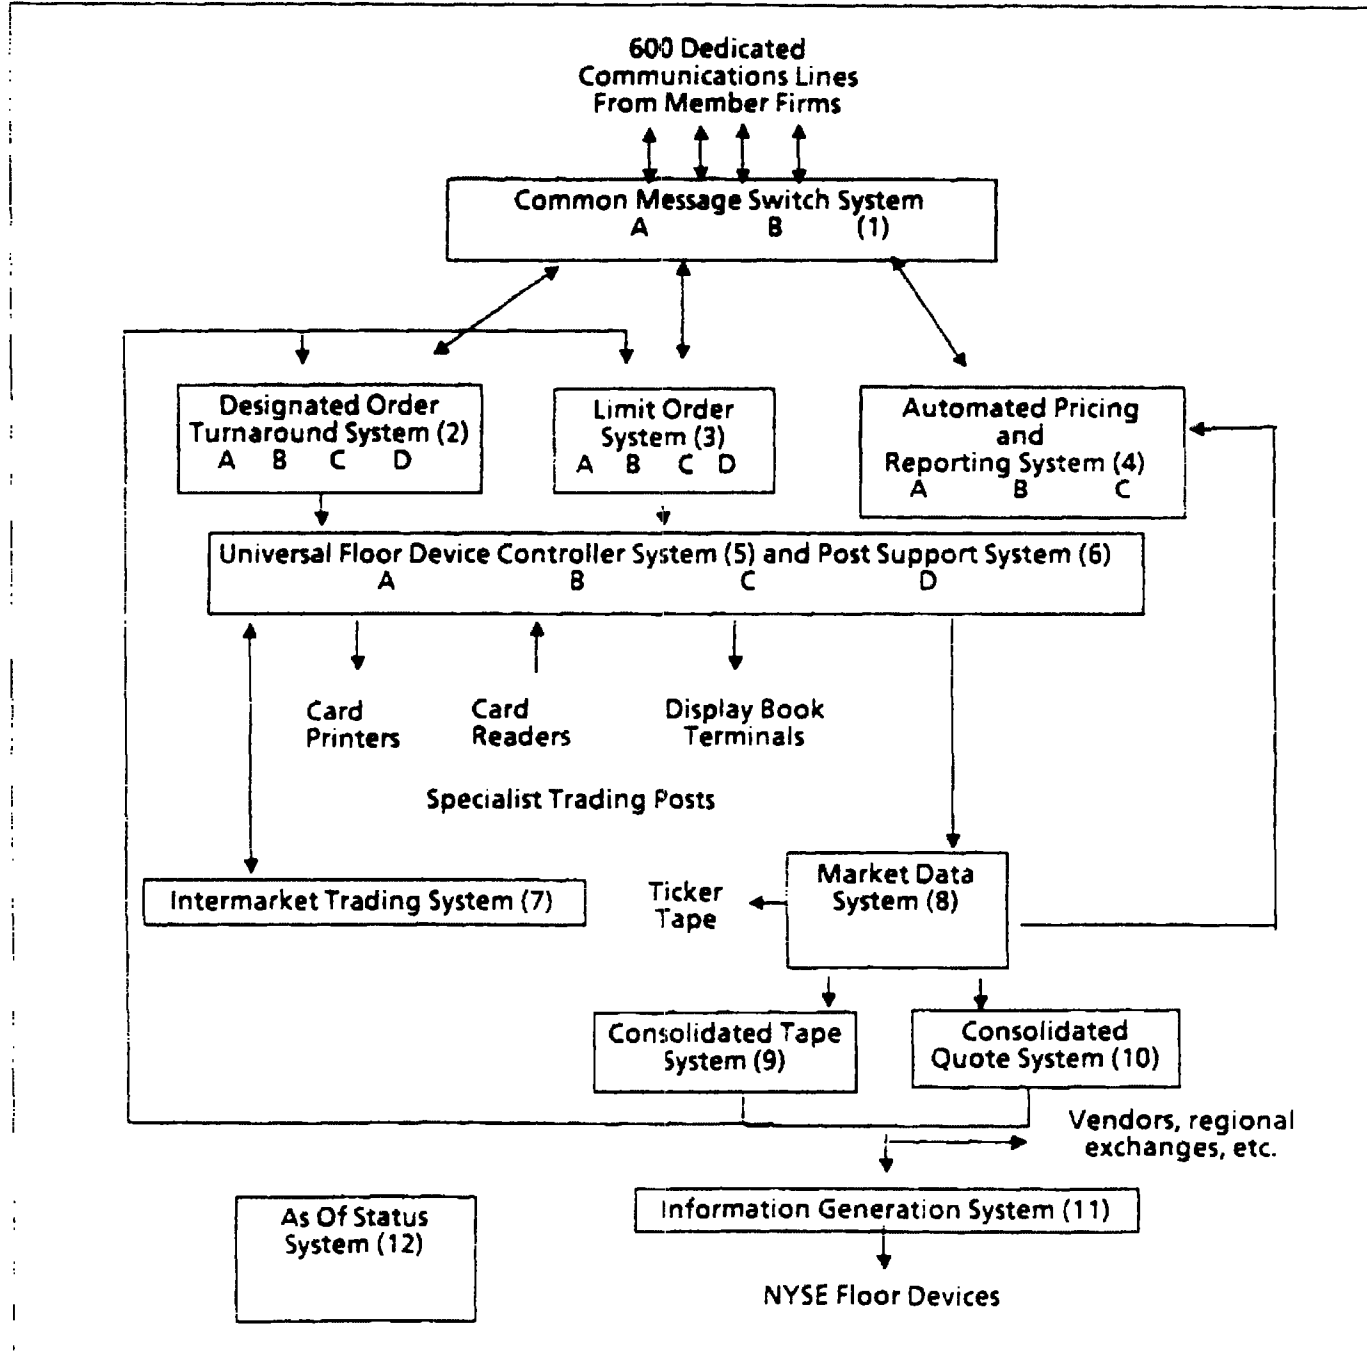 600 Dedicated
Communications Lines
From Member Firms
Common Message Switch System
A B (1)
Designated Order
Turnaround System (2)
A B C D
Limit Order
System (3)
A B C D
Automated Pricing
and
Reporting System (4)
A B C
Universal Floor Device Controller System (5) and Post Support System (6)
A B C D
Card
Printers
Card
Readers
Display Book
Terminals
Specialist Trading Posts
Intermarket Trading System (7)
Ticker
Tape
Market Data
System (8)
Consolidated Tape
System (9)
Consolidated
Quote System (10)
Vendors, regional
exchanges, etc.
Information Generation System (11)
As Of Status
System (12)
NYSE Floor Devices